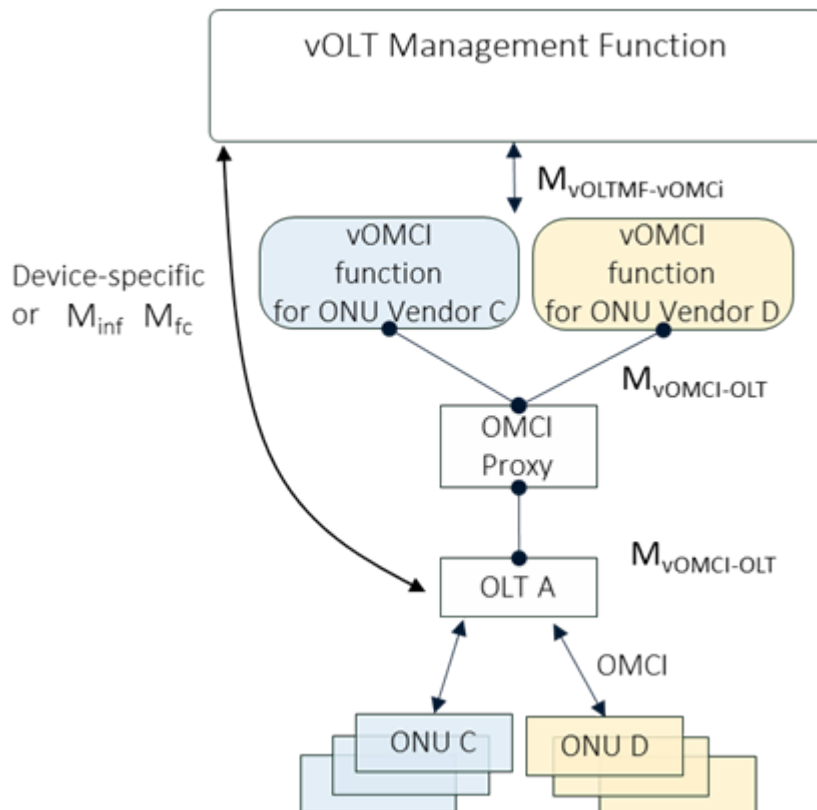 vOLT Management Function
MvOLTMF-vOMCi
vOMCI
function
for ONU Vendor C
vOMCI
function
for ONU Vendor D
Device-specific
or Minf Mfc
MvOMCI-OLT
OMCI
Proxy
MvOMCI-OLT
OLT A
OMCI
ONU C
ONU D